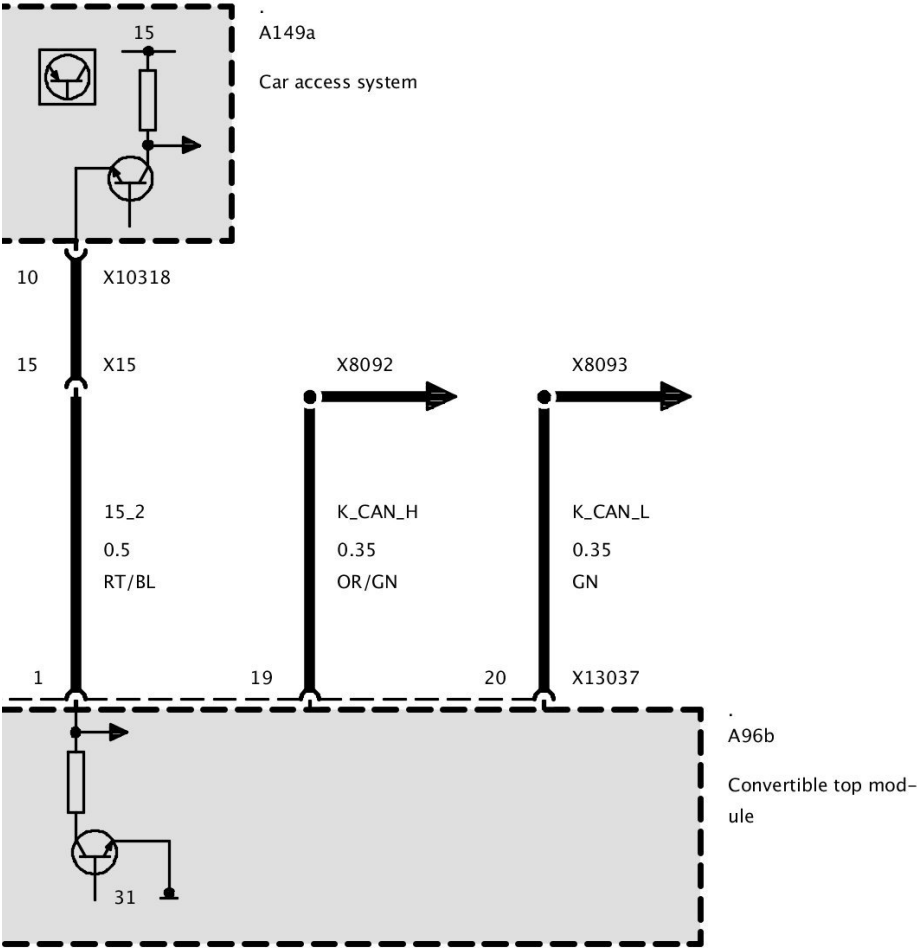 .
15
A149a
Car access system
10
X10318
15
X15
X8092
X8093
15_2
K_CAN_H
K_CAN_L
0.5
0.35
0.35
RT/BL
OR/GN
GN
1
19
20
X13037
.
A96b
Convertible top mod-
ule
31